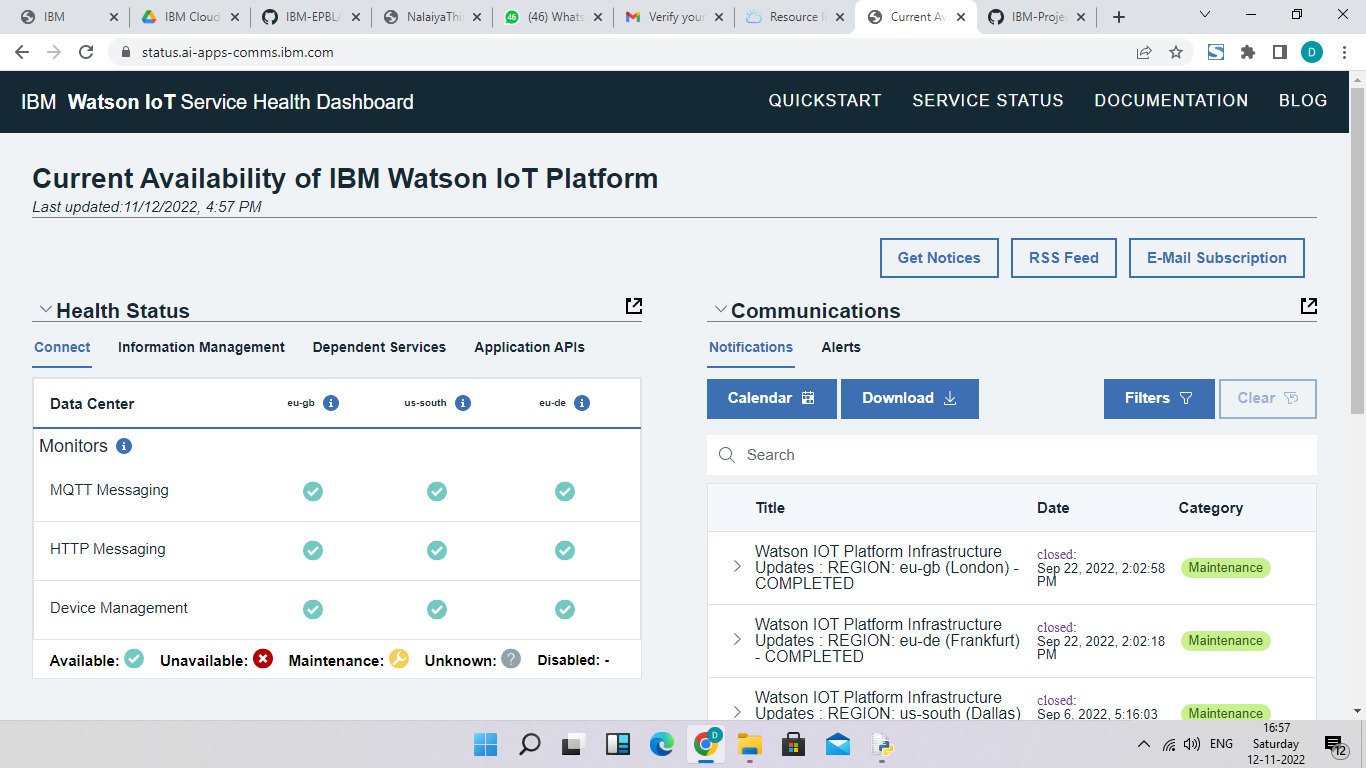 IBM
IBM Cloud
IBM-EPBL/
NalaiyaThi
(46) Whats
Verify your
Resource l
Current Av
IBM-Projec
status.ai-apps-comms.ibm.com
D
IBM Watson IoT Service Health Dashboard
QUICKSTART SERVICE STATUS DOCUMENTATION BLOG
Current Availability of IBM Watson IoT Platform
Last updated:11/12/2022, 4:57 PM
Get Notices RSS Feed E-Mail Subscription
Health Status
Connect Information Management Dependent Services Application APIs
Data Center eu-gb us-south eu-de
Monitors
MQTT Messaging
HTTP Messaging
Device Management
Available: Unavailable: Maintenance: Unknown: ? Disabled: -
Communications
Notifications Alerts
Calendar Download Filters Clear
Search
Title Date Category
Watson IOT Platform Infrastructure
Updates : REGION: eu-gb (London) -
COMPLETED
closed:
Sep 22, 2022, 2:02:58
PM
Maintenance
Watson IOT Platform Infrastructure
Updates : REGION: eu-de (Frankfurt)
- COMPLETED
closed:
Sep 22, 2022, 2:02:18
PM
Maintenance
Watson IOT Platform Infrastructure
Updates : REGION: us-south (Dallas)
closed:
Sep 6, 2022, 5:16:03
Maintenance
D
ENG
16:57
Saturday
12-11-2022
12